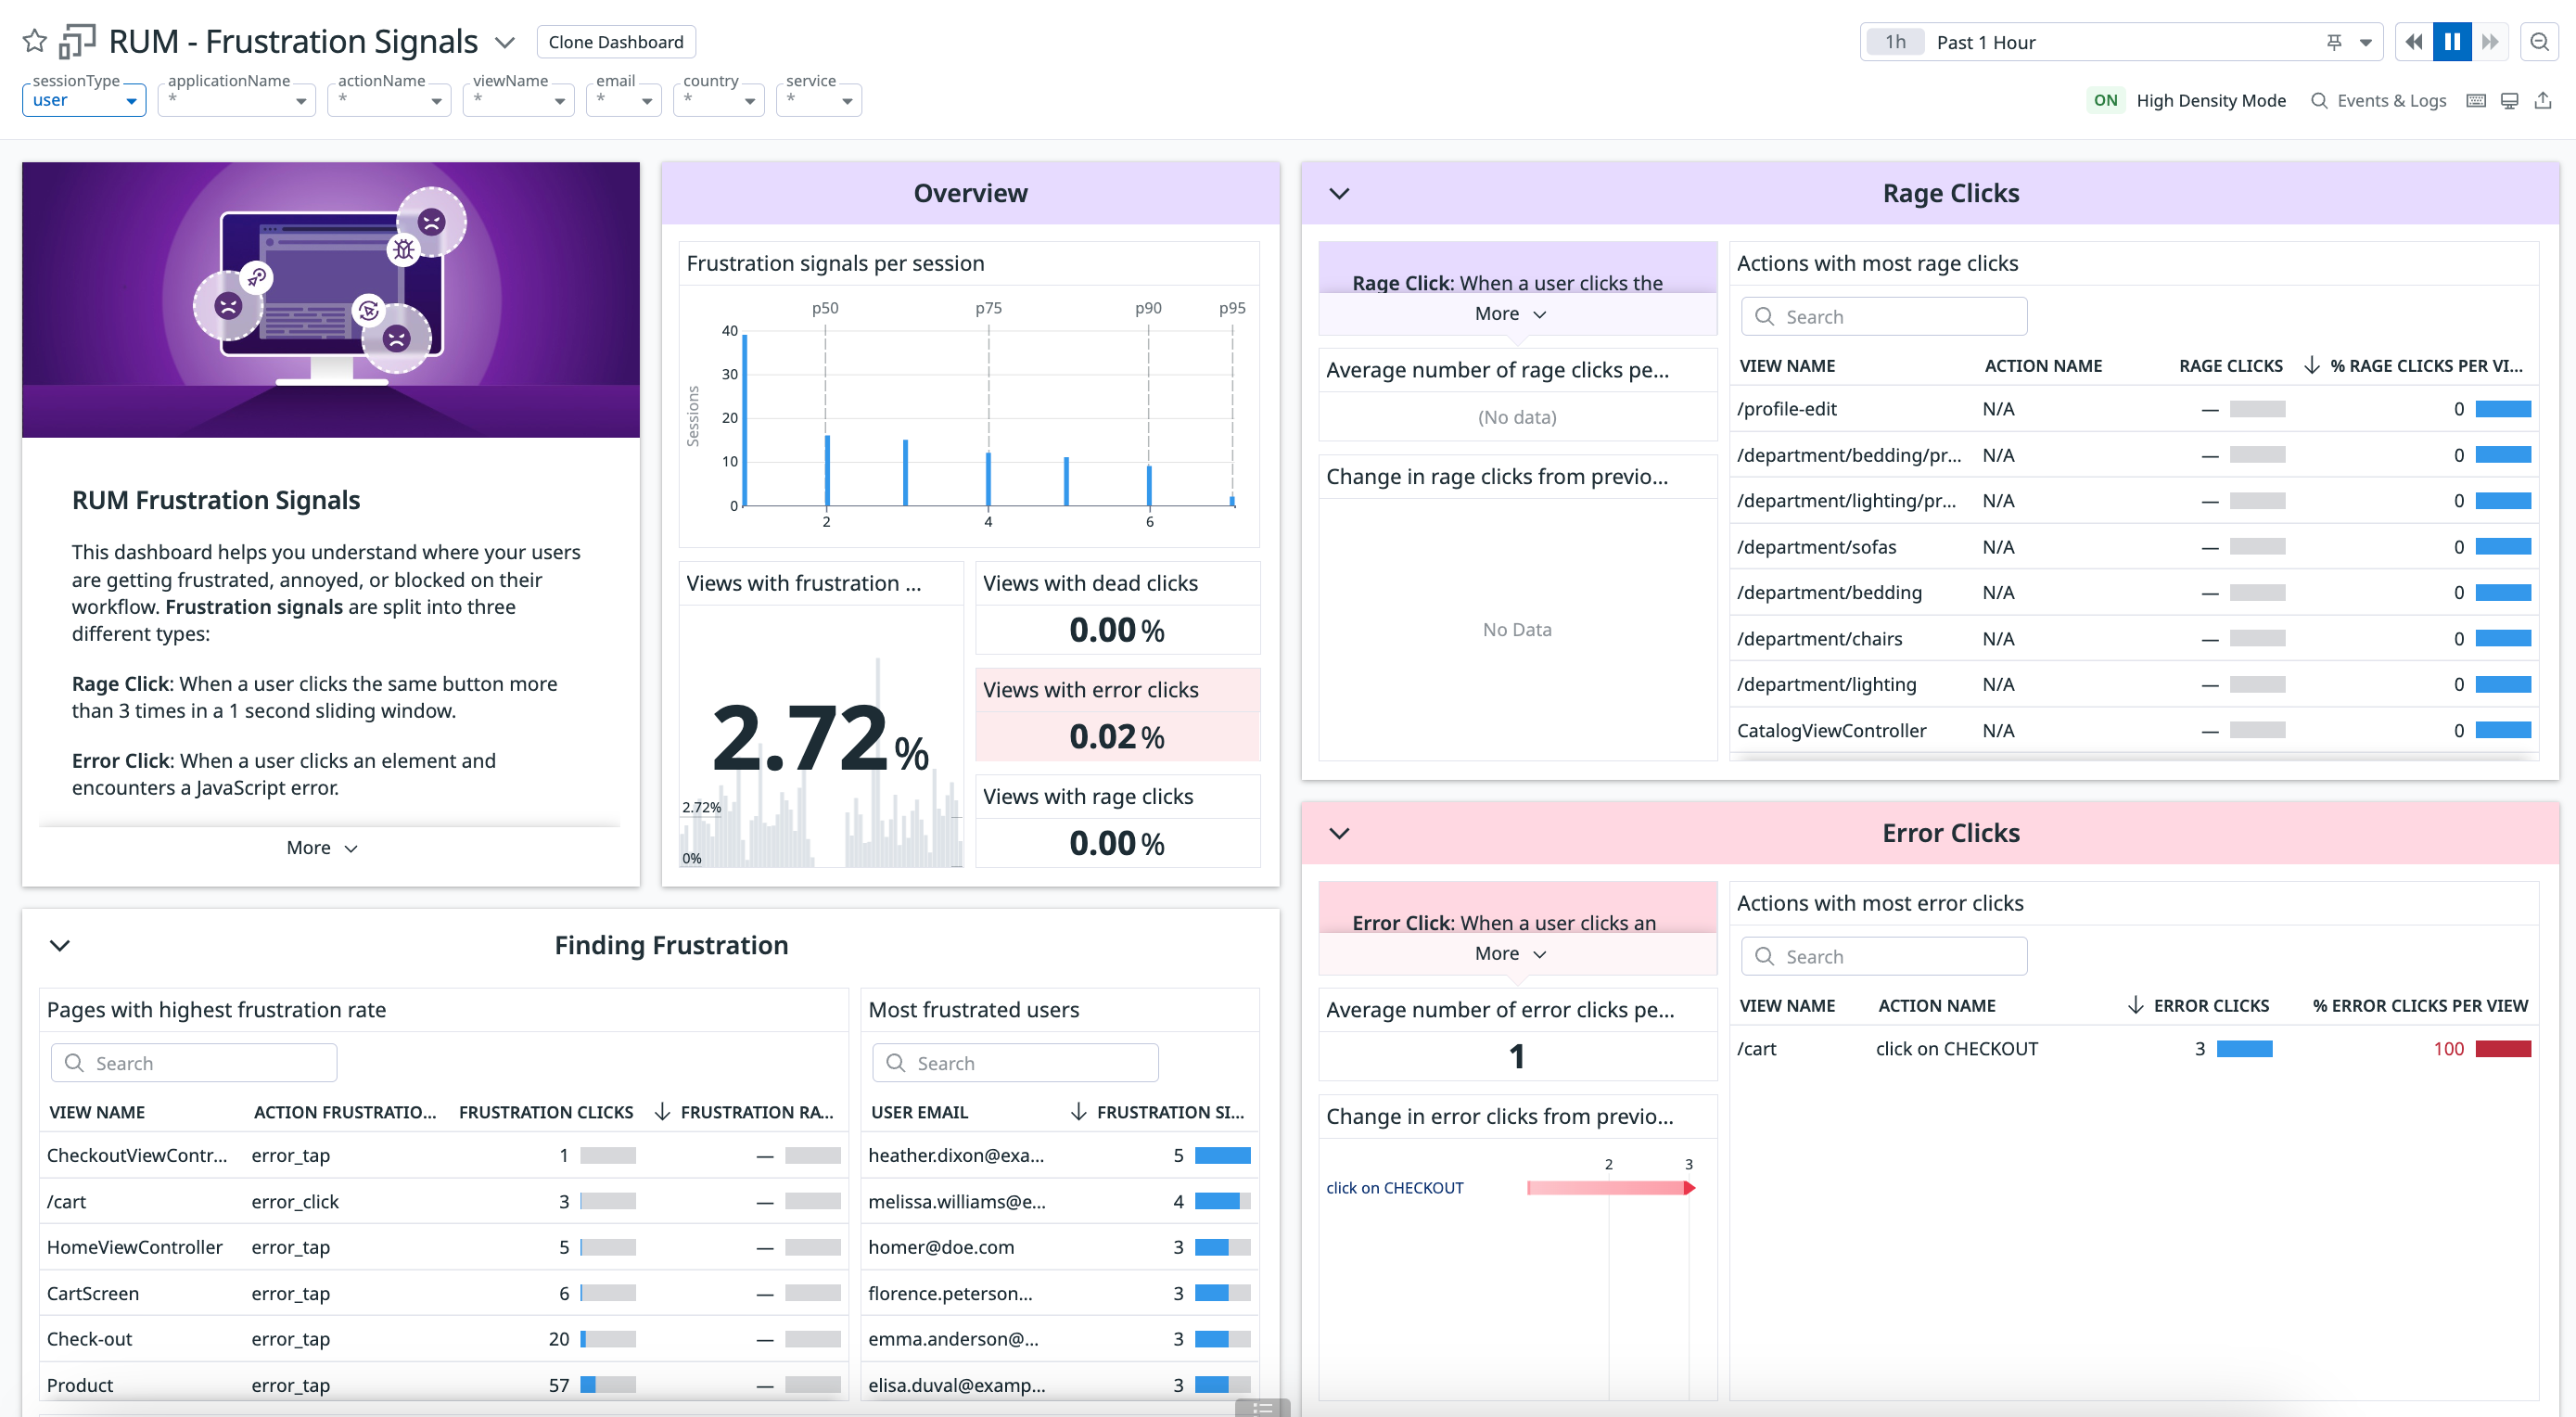 RUM - Frustration Signals
Clone Dashboard
1h Past 1 Hour
sessionType
user
applicationName
*
actionName
*
viewName
*
email
*
country
*
service
*
ON High Density Mode
Events & Logs
RUM Frustration Signals
This dashboard helps you understand where your users
are getting frustrated, annoyed, or blocked on their
workflow. Frustration signals are split into three
different types:
Rage Click: When a user clicks the same button more
than 3 times in a 1 second sliding window.
Error Click: When a user clicks an element and
encounters a JavaScript error.
More
Overview
Frustration signals per session
p50 p75 p90 p95
Sessions
40
30
20
10
0
2 4 6
Views with frustration ...
2.72%
2.72%
0%
Views with dead clicks
0.00%
Views with error clicks
0.02%
Views with rage clicks
0.00%
Rage Clicks
Rage Click: When a user clicks the
More
Average number of rage clicks pe...
(No data)
Change in rage clicks from previo...
No Data
Actions with most rage clicks
Search
VIEW NAME ACTION NAME RAGE CLICKS % RAGE CLICKS PER VI...
/profile-edit N/A — 0
/department/bedding/pr... N/A — 0
/department/lighting/pr... N/A — 0
/department/sofas N/A — 0
/department/bedding N/A — 0
/department/chairs N/A — 0
/department/lighting N/A — 0
CatalogViewController N/A — 0
Finding Frustration
Pages with highest frustration rate
Search
VIEW NAME ACTION FRUSTRATIO... FRUSTRATION CLICKS FRUSTRATION RA...
CheckoutViewContr... error_tap 1 —
/cart error_click 3 —
HomeViewController error_tap 5 —
CartScreen error_tap 6 —
Check-out error_tap 20 —
Product error_tap 57 —
Most frustrated users
Search
USER EMAIL FRUSTRATION SI...
heather.dixon@exa... 5
melissa.williams@e... 4
homer@doe.com 3
florence.peterson... 3
emma.anderson@... 3
elisa.duval@examp... 3
Error Clicks
Error Click: When a user clicks an
More
Average number of error clicks pe...
1
Change in error clicks from previo...
2 3
click on CHECKOUT
Actions with most error clicks
Search
VIEW NAME ACTION NAME ERROR CLICKS % ERROR CLICKS PER VIEW
/cart click on CHECKOUT 3 100